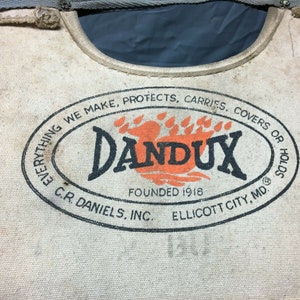 EVERYTHING WE MAKE, PROTECTS, CARRIES, COVERS OR HOLDS
DANDUX
FOUNDED 1918
C.R. DANIELS, INC. ELLICOTT CITY, MD.®